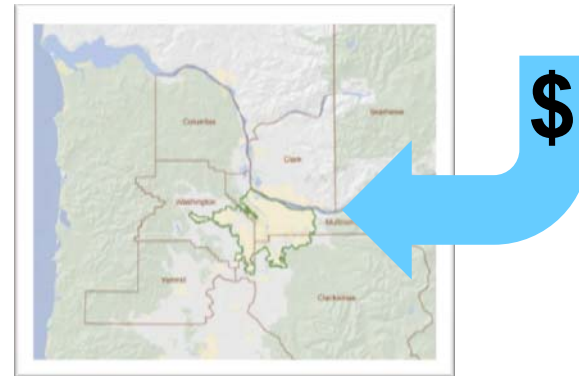 $
Columbia
Skamania
Clark
Washington
Multnomah
Yamhill
Clackamas